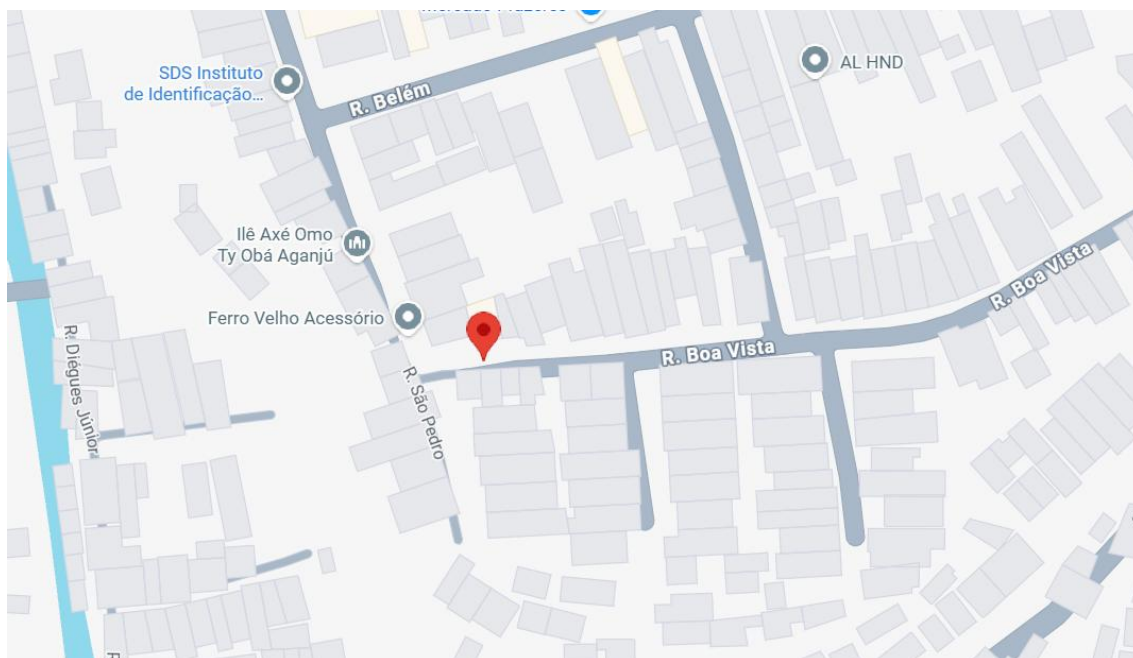 SDS Instituto
de Identificação...
R. Belém
AL HND
Ilê Axé Omo
Ty Obá Aganjú
R. Boa Vista
Ferro Velho Acessório
R. Boa Vista
R. Diégues Júnior
R. São Pedro